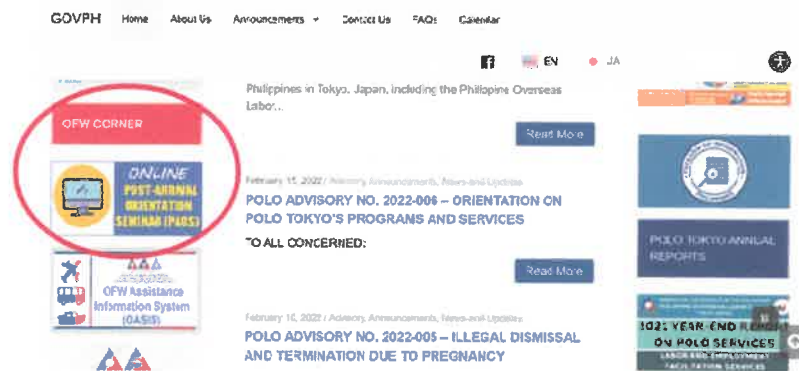 GOVPH Home About Us Announcements Contact Us FAQs Calendar
EN JA
Philippines in Tokyo, Japan, including the Philippine Overseas
Labor...
Read More
OFW CORNER
ONLINE
POST-ARRIVAL
ORIENTATION
SEMINAR (PAOS)
OFW Assistance
Information System
(OASIS)
February 15, 2022 / Advisory, Announcements, News-and-Updates
POLO ADVISORY NO. 2022-006 – ORIENTATION ON
POLO TOKYO'S PROGRAMS AND SERVICES
TO ALL CONCERNED:
Read More
February 10, 2022 / Advisory, Announcements, News-and-Updates
POLO ADVISORY NO. 2022-005 – ILLEGAL DISMISSAL
AND TERMINATION DUE TO PREGNANCY
POLO TOKYO ANNUAL
REPORTS
2021 YEAR-END REPORT
ON POLO SERVICES
LABOR AND EMPLOYMENT
FACILITATION SERVICES